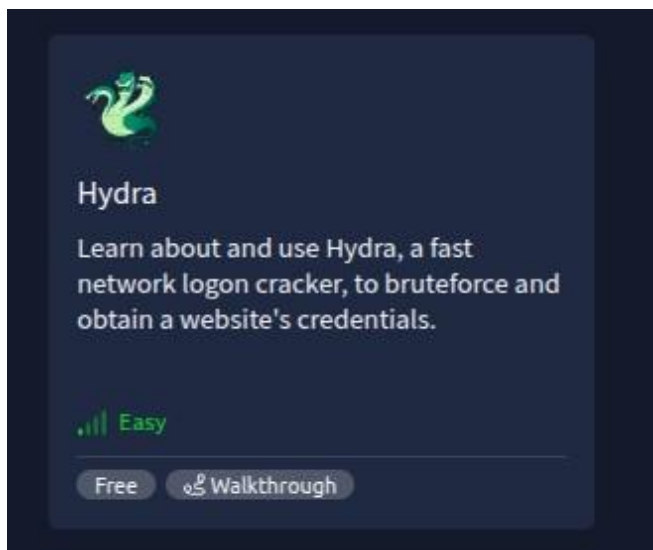 Hydra
Learn about and use Hydra, a fast
network logon cracker, to bruteforce and
obtain a website's credentials.
Easy
Free Walkthrough